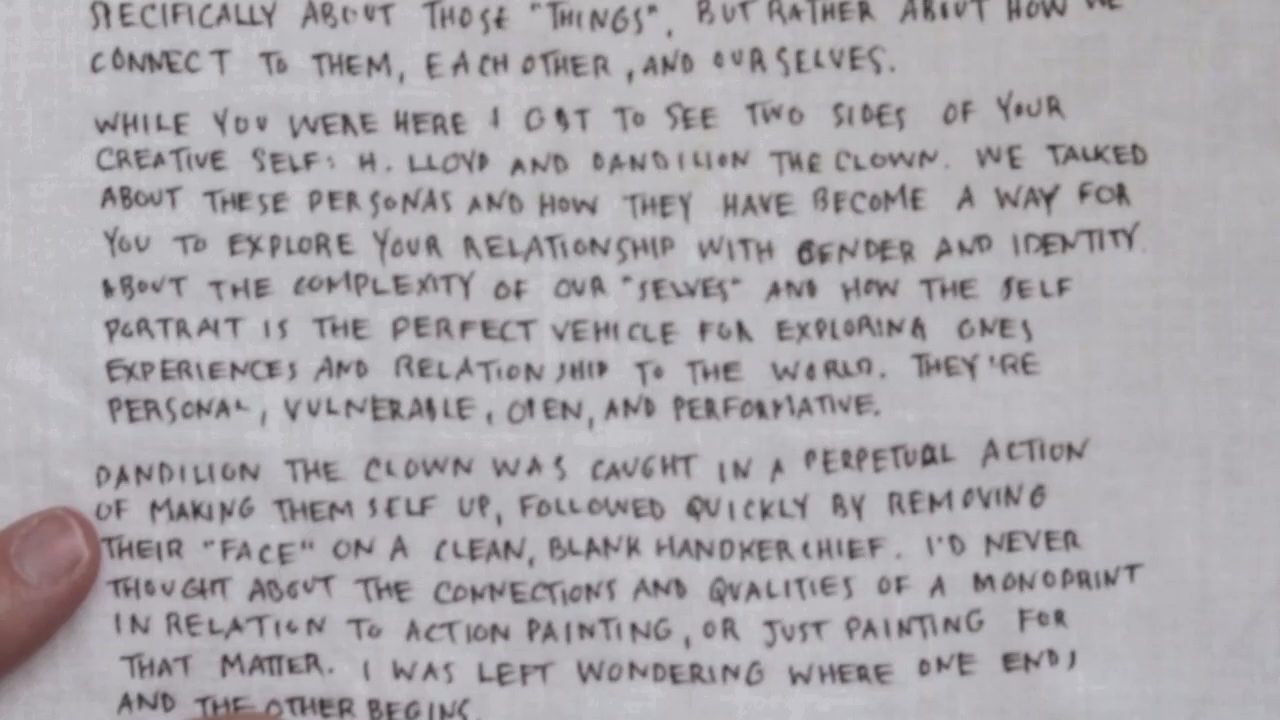 SPECIFICALLY ABOUT THOSE "THINGS", BUT RATHER ABOUT HOW WE
CONNECT TO THEM, EACH OTHER, AND OURSELVES.
WHILE YOU WERE HERE I GOT TO SEE TWO SIDES OF YOUR
CREATIVE SELF: H. LLOYD AND DANDILION THE CLOWN. WE TALKED
ABOUT THESE PERSONAS AND HOW THEY HAVE BECOME A WAY FOR
YOU TO EXPLORE YOUR RELATIONSHIP WITH GENDER AND IDENTITY.
ABOUT THE COMPLEXITY OF OUR "SELVES" AND HOW THE SELF
PORTRAIT IS THE PERFECT VEHICLE FOR EXPLORING ONES
EXPERIENCES AND RELATIONSHIP TO THE WORLD. THEY'RE
PERSONAL, VULNERABLE, OPEN, AND PERFORMATIVE.
DANDILION THE CLOWN WAS CAUGHT IN A PERPETUAL ACTION
OF MAKING THEMSELF UP, FOLLOWED QUICKLY BY REMOVING
THEIR "FACE" ON A CLEAN, BLANK HANDKERCHIEF. I'D NEVER
THOUGHT ABOUT THE CONNECTIONS AND QUALITIES OF A MONOPRINT
IN RELATION TO ACTION PAINTING, OR JUST PAINTING FOR
THAT MATTER. I WAS LEFT WONDERING WHERE ONE ENDS
AND THE OTHER BEGINS.